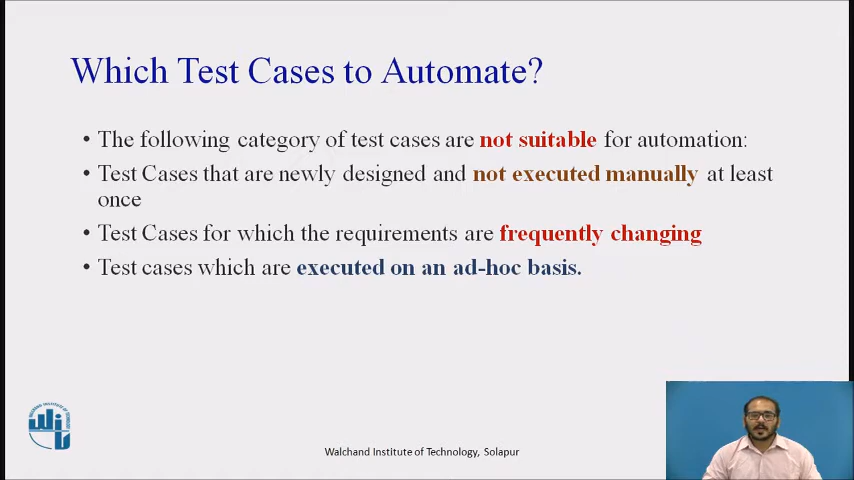 Which Test Cases to Automate?
• The following category of test cases are not suitable for automation:
• Test Cases that are newly designed and not executed manually at least
once
• Test Cases for which the requirements are frequently changing
• Test cases which are executed on an ad-hoc basis.
Walchand Institute of Technology, Solapur